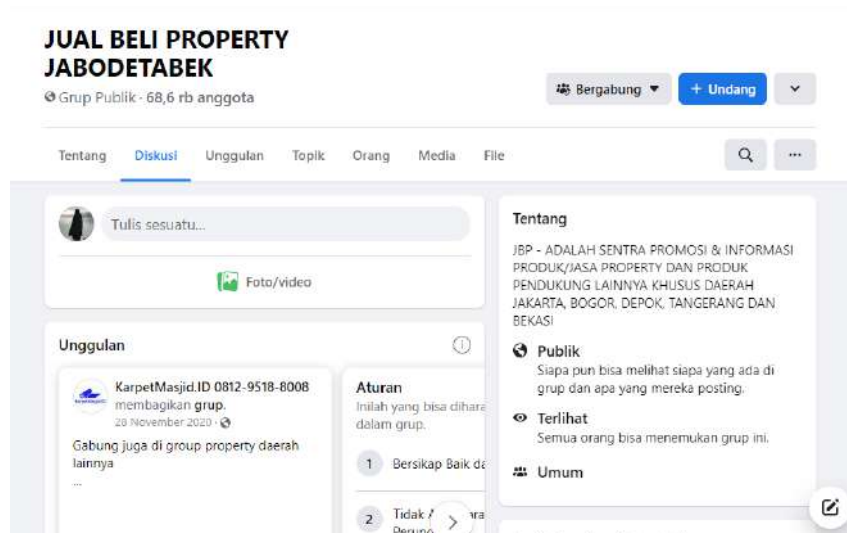 JUAL BELI PROPERTY
JABODETABEK
Grup Publik · 68,6 rb anggota
Bergabung
+ Undang
Tentang
Diskusi
Unggulan
Topik
Orang
Media
File
Tulis sesuatu...
Foto/video
Unggulan
KarpetMasjid.ID 0812-9518-8008
membagikan grup.
28 November 2020 ·
Gabung juga di group property daerah
lainnya
...
Aturan
Inilah yang bisa dihara
dalam grup.
1 Bersikap Baik da
2 Tidak
Tentang
JBP - ADALAH SENTRA PROMOSI & INFORMASI
PRODUK/JASA PROPERTY DAN PRODUK
PENDUKUNG LAINNYA KHUSUS DAERAH
JAKARTA, BOGOR, DEPOK, TANGERANG DAN
BEKASI
Publik
Siapa pun bisa melihat siapa yang ada di
grup dan apa yang mereka posting.
Terlihat
Semua orang bisa menemukan grup ini.
Umum